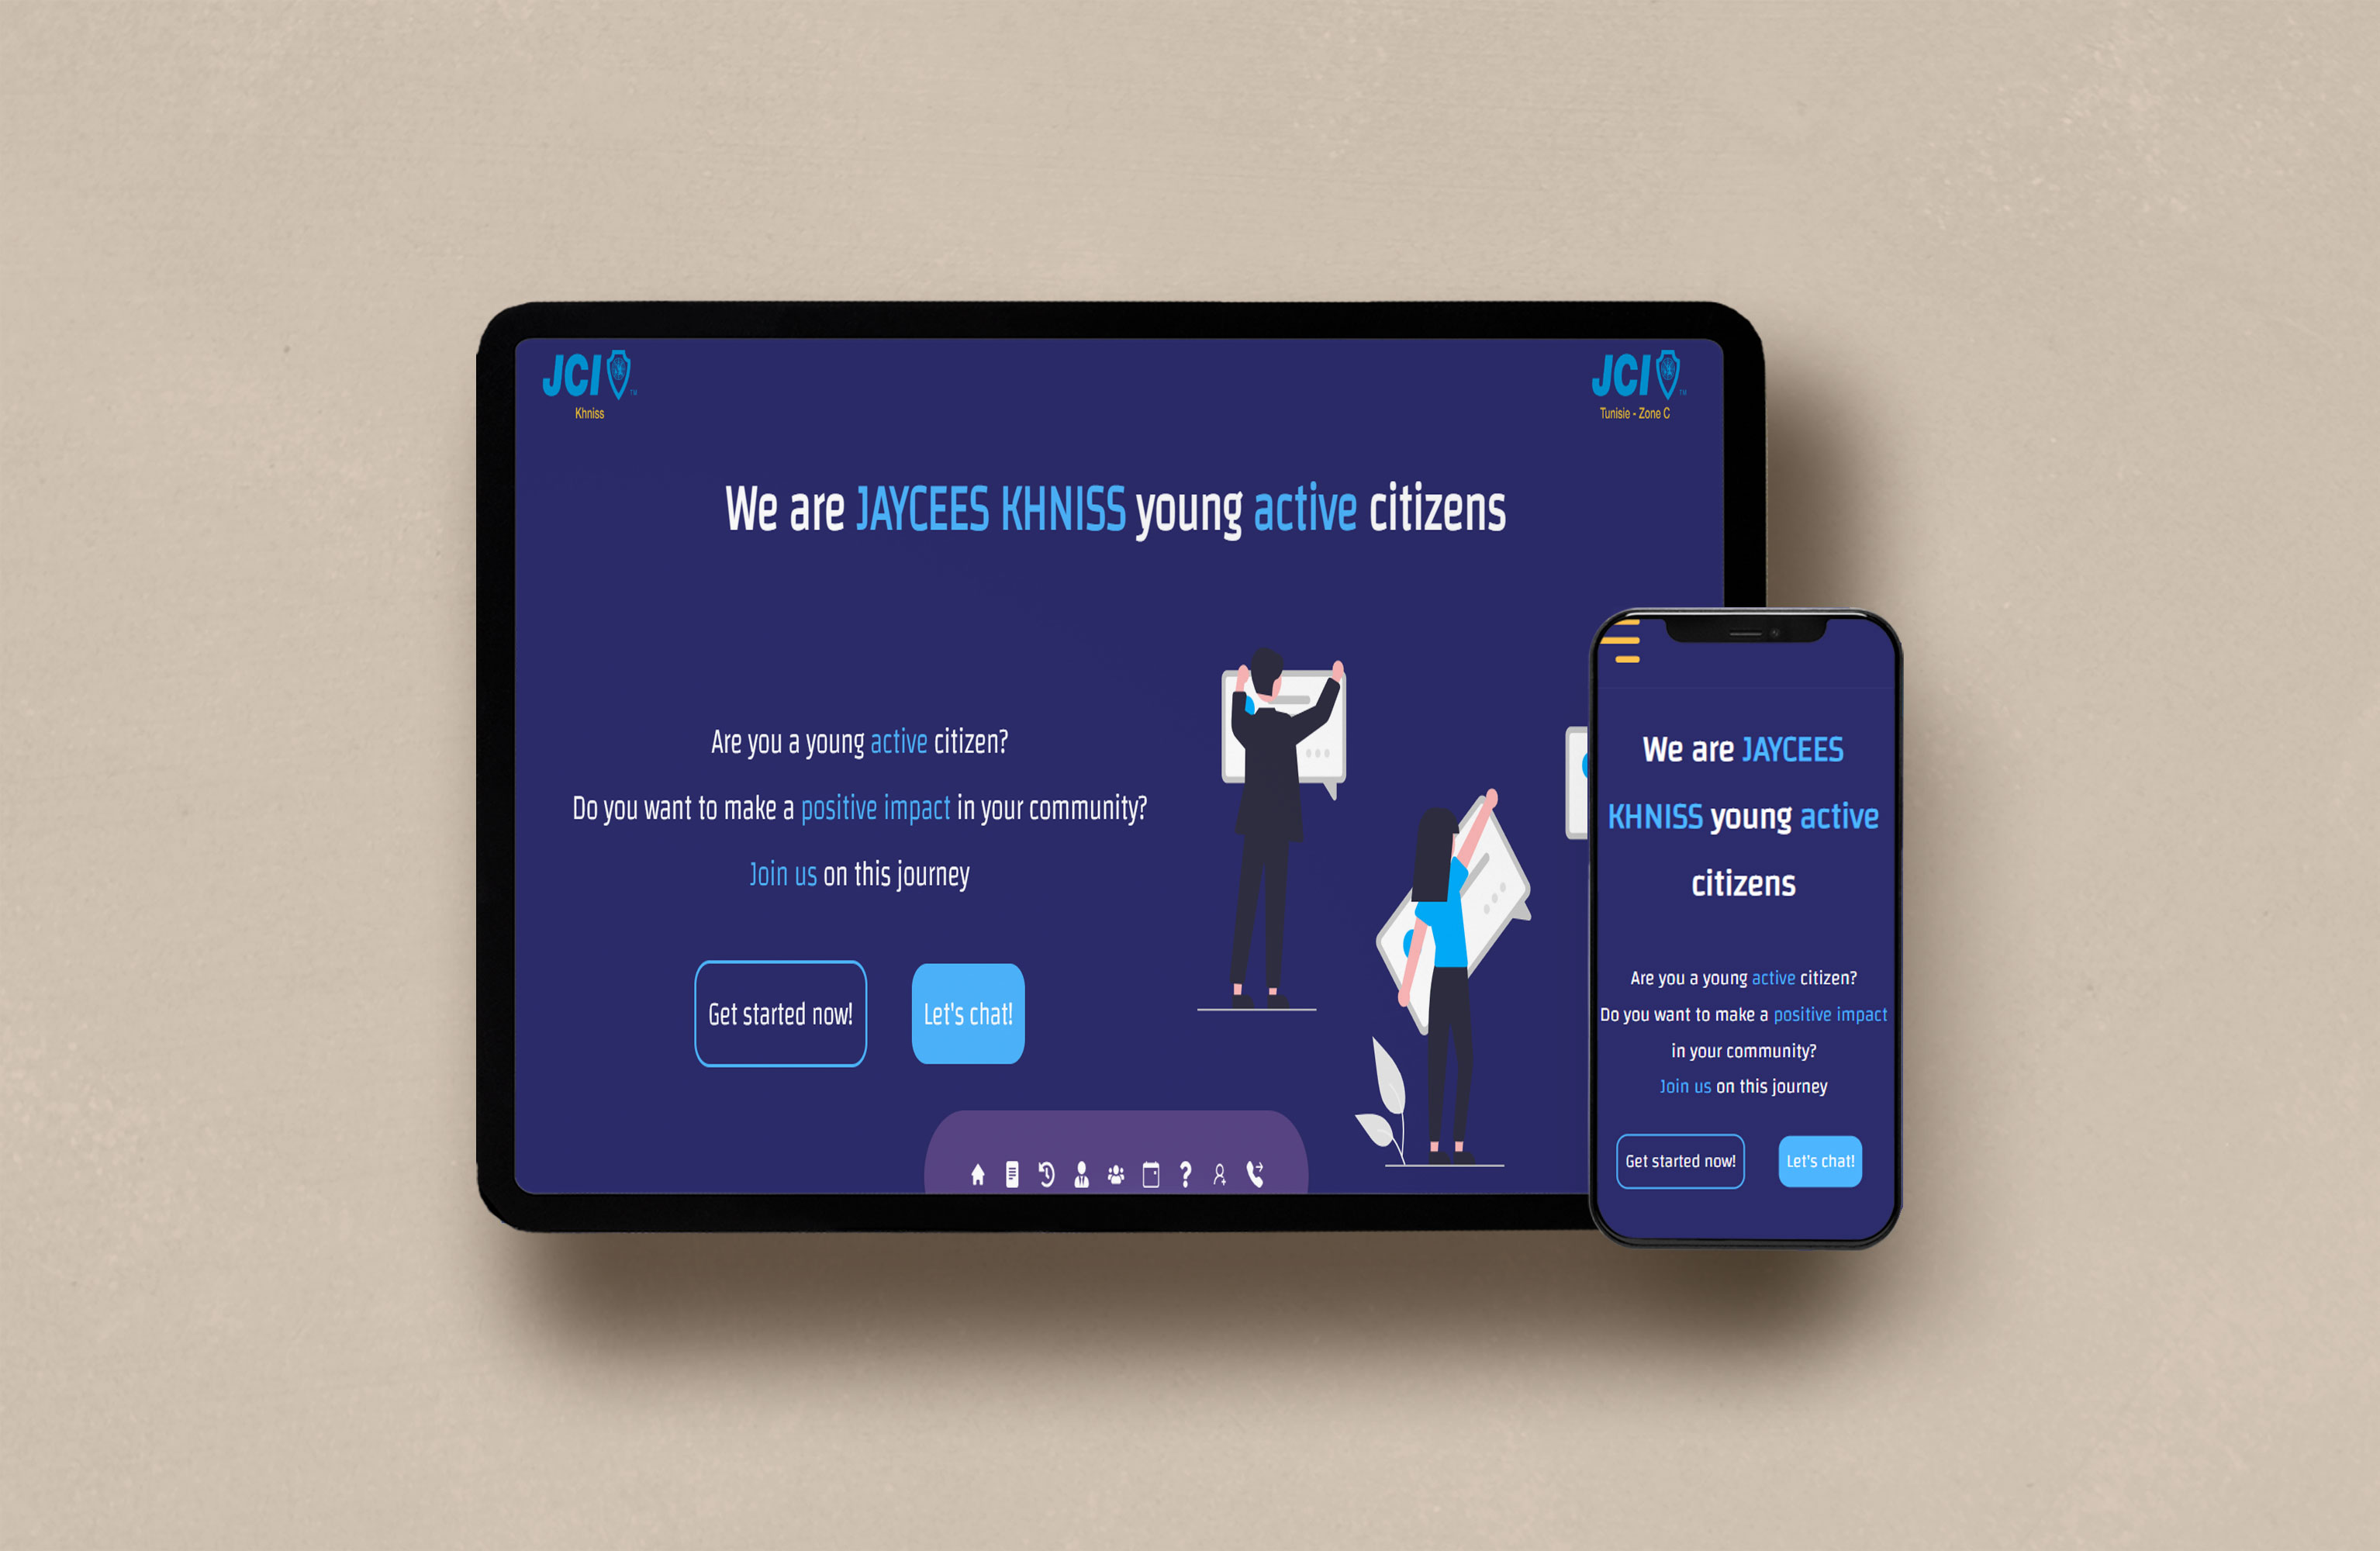 JCI
TM
Khniss
JCI
TM
Tunisie - Zone C
We are JAYCEES KHNISS young active citizens
Are you a young active citizen?
Do you want to make a positive impact in your community?
Join us on this journey
Get started now!
Let's chat!
We are JAYCEES
KHNISS young active
citizens
Are you a young active citizen?
Do you want to make a positive impact
in your community?
Join us on this journey
Get started now!
Let's chat!